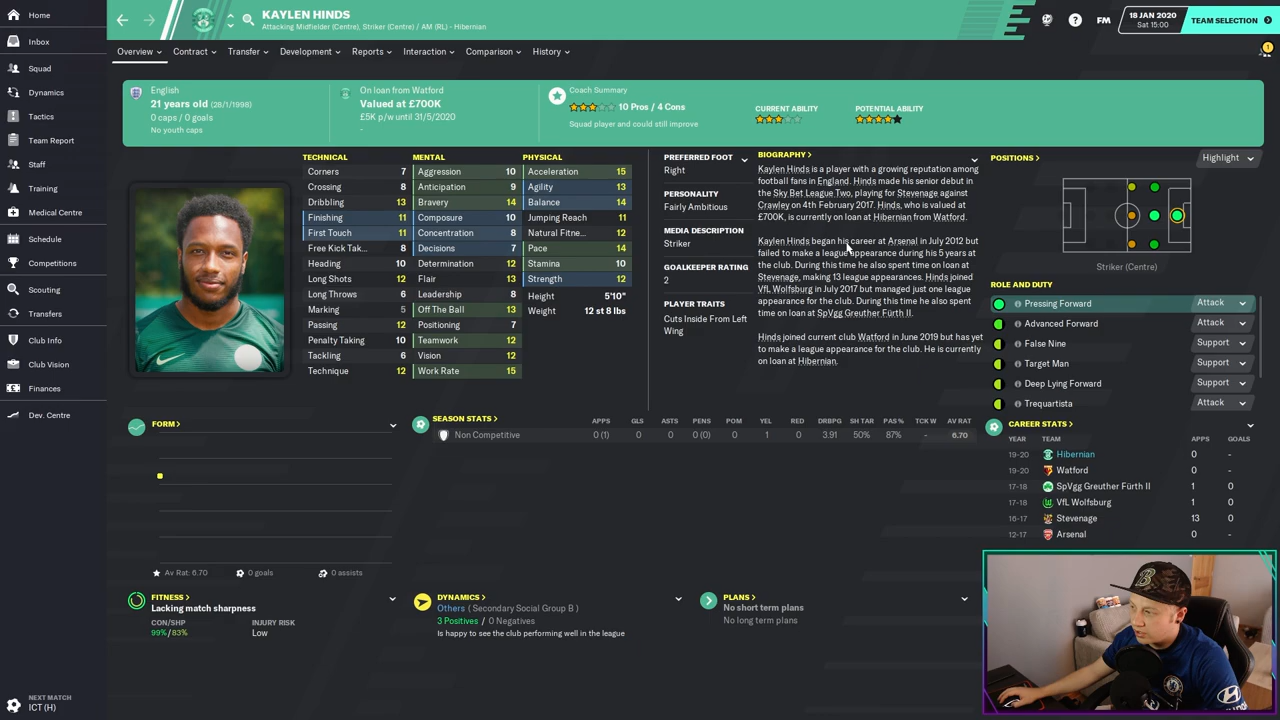 Home
KAYLEN HINDS
Attacking Midfielder (Centre), Striker (Centre) / AM (RL) - Hibernian
FM
18 JAN 2020
Sat 15:00
TEAM SELECTION
Inbox
Squad
Dynamics
Tactics
Team Report
Staff
Training
Medical Centre
Schedule
Competitions
Scouting
Transfers
Club Info
Club Vision
Finances
Dev. Centre
NEXT MATCH
ICT (H)
Overview
Contract
Transfer
Development
Reports
Interaction
Comparison
History
1
English
21 years old (28/1/1998)
0 caps / 0 goals
No youth caps
On loan from Watford
Valued at £700K
£5K p/w until 31/5/2020
-
Coach Summary
10 Pros / 4 Cons
Squad player and could still improve
CURRENT ABILITY
POTENTIAL ABILITY
TECHNICAL
Corners 7
Crossing 8
Dribbling 13
Finishing 11
First Touch 11
Free Kick Tak... 8
Heading 10
Long Shots 12
Long Throws 6
Marking 5
Passing 12
Penalty Taking 10
Tackling 6
Technique 12
MENTAL
Aggression 10
Anticipation 9
Bravery 14
Composure 10
Concentration 8
Decisions 7
Determination 12
Flair 13
Leadership 8
Off The Ball 13
Positioning 7
Teamwork 12
Vision 12
Work Rate 15
PHYSICAL
Acceleration 15
Agility 13
Balance 14
Jumping Reach 11
Natural Fitne... 12
Pace 14
Stamina 10
Strength 12
Height 5'10"
Weight 12 st 8 lbs
PREFERRED FOOT
Right
PERSONALITY
Fairly Ambitious
MEDIA DESCRIPTION
Striker
GOALKEEPER RATING
2
PLAYER TRAITS
Cuts Inside From Left
Wing
BIOGRAPHY >
Kaylen Hinds is a player with a growing reputation among
football fans in England. Hinds made his senior debut in
the Sky Bet League Two, playing for Stevenage against
Crawley on 4th February 2017. Hinds, who is valued at
£700K, is currently on loan at Hibernian from Watford.
Kaylen Hinds began his career at Arsenal in July 2012 but
failed to make a league appearance during his 5 years at
the club. During this time he also spent time on loan at
Stevenage, making 13 league appearances. Hinds joined
VfL Wolfsburg in July 2017 but managed just one league
appearance for the club. During this time he also spent
time on loan at SpVgg Greuther Fürth II.
Hinds joined current club Watford in June 2019 but has yet
to make a league appearance for the club. He is currently
on loan at Hibernian.
POSITIONS >
Highlight
Striker (Centre)
ROLE AND DUTY
Pressing Forward Attack
Advanced Forward Attack
False Nine Support
Target Man Support
Deep Lying Forward Support
Trequartista Attack
FORM >
Av Rat: 6.70
0 goals
0 assists
SEASON STATS > APPS GLS ASTS PENS POM YEL RED DRBPG SH TAR PAS % TCK W AV RAT
Non Competitive 0 (1) 0 0 0 (0) 0 1 0 3.91 50% 87% - 6.70
CAREER STATS >
YEAR TEAM APPS GOALS
19-20 Hibernian 0 -
19-20 Watford 0 -
17-18 SpVgg Greuther Fürth II 1 0
17-18 VfL Wolfsburg 1 0
16-17 Stevenage 13 0
12-17 Arsenal 0 -
FITNESS >
Lacking match sharpness
CON/SHP
99% / 83%
INJURY RISK
Low
DYNAMICS >
Others ( Secondary Social Group B )
3 Positives / 0 Negatives
Is happy to see the club performing well in the league
PLANS >
No short term plans
No long term plans